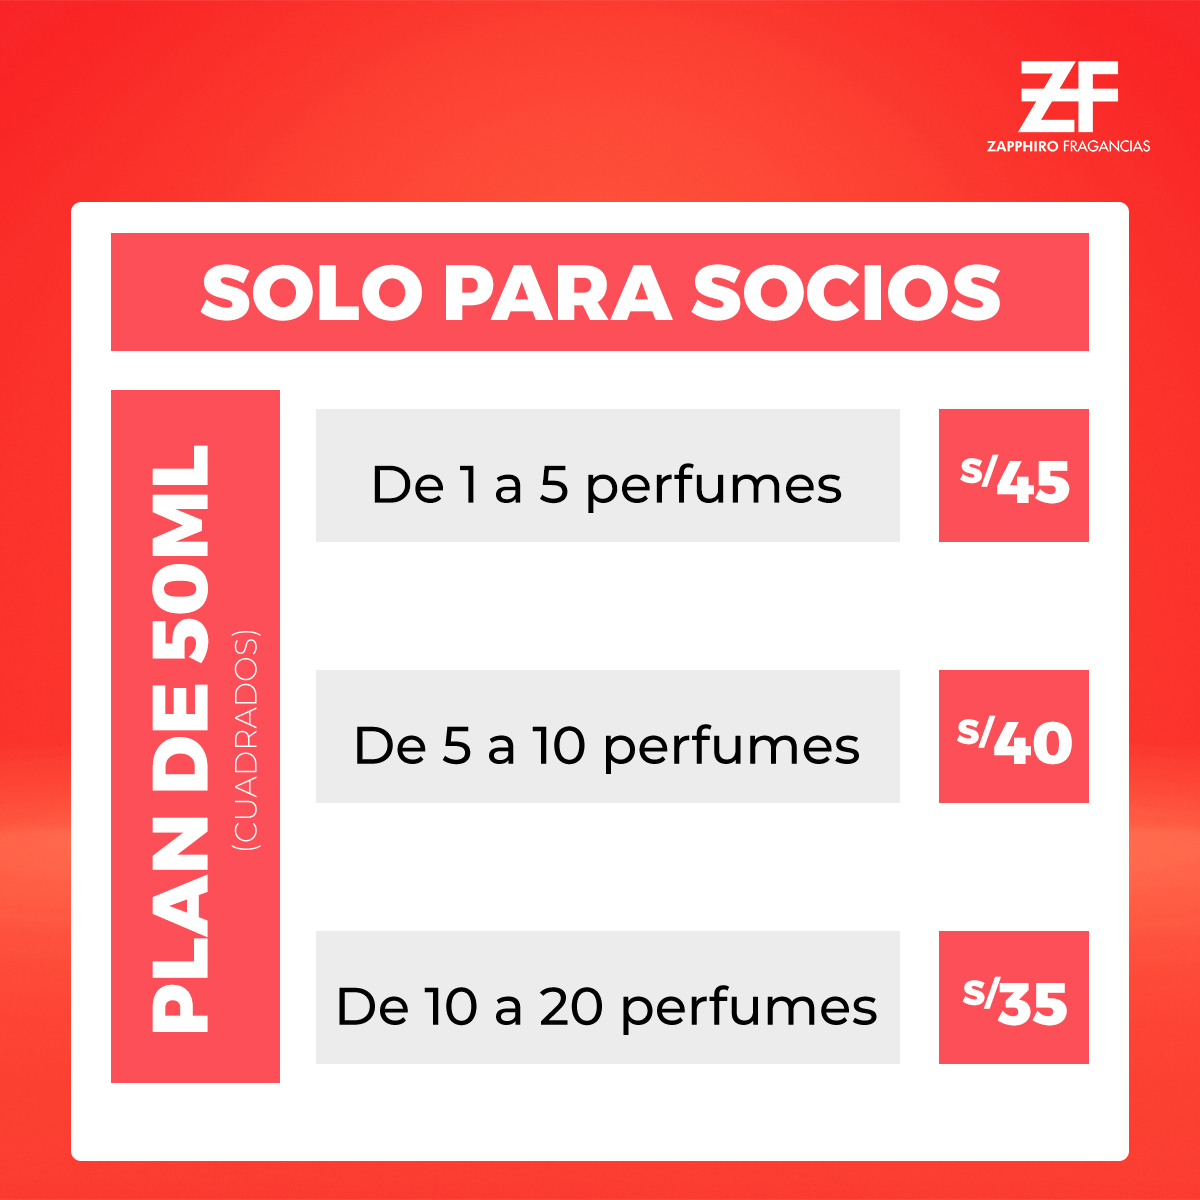 ZF
ZAPPHIRO FRAGANCIAS
SOLO PARA SOCIOS
PLAN DE 50ML
(CUADRADOS)
De 1 a 5 perfumes
S/45
De 5 a 10 perfumes
S/40
De 10 a 20 perfumes
S/35